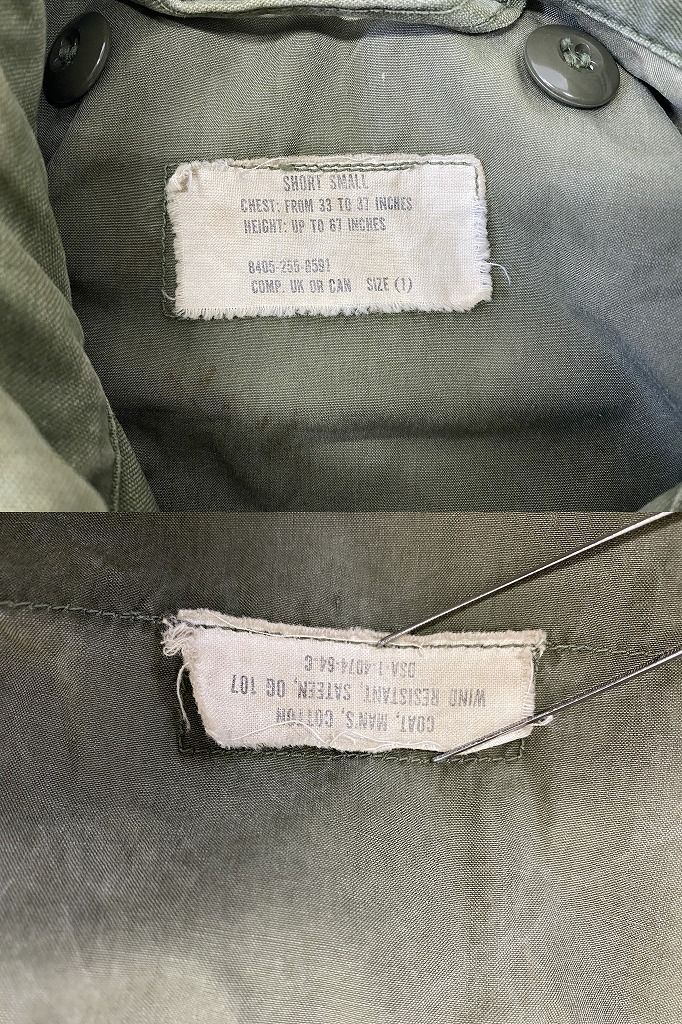 SHORT SMALL
CHEST: FROM 33 TO 37 INCHES
HEIGHT: UP TO 67 INCHES
8405-255-8591
COMP. UK OR CAN SIZE (1)
COAT, MAN'S, COTTON
WIND RESISTANT, SATEEN, OG 107
DSA-1-4074-64-C